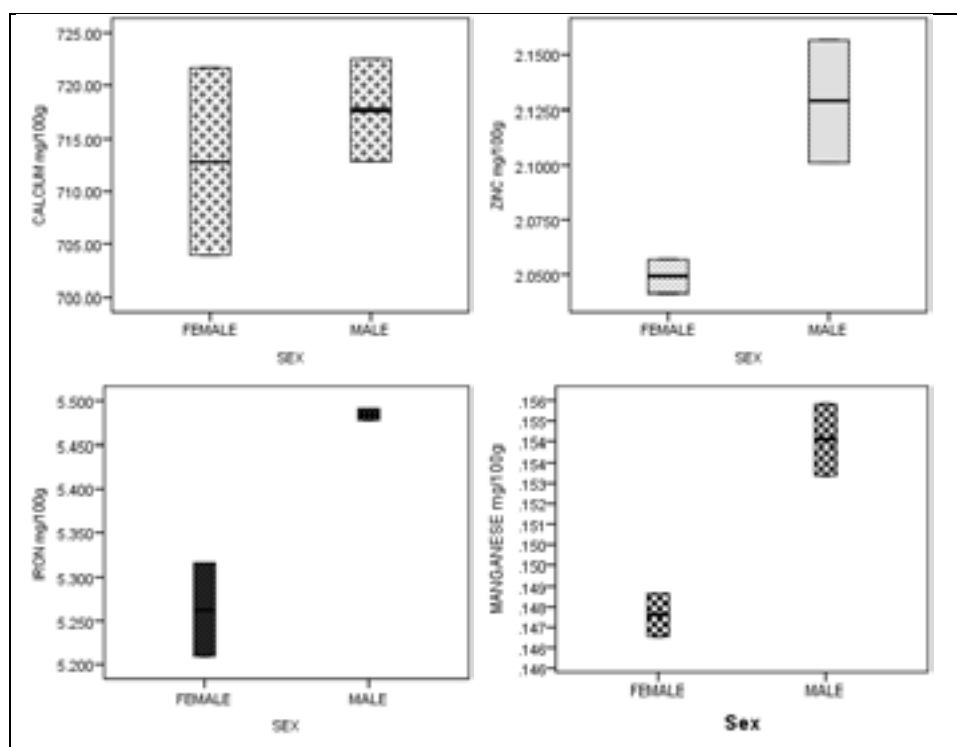 725.00
720.00
715.00
710.00
705.00
700.00
CALCIUM mg/100g
FEMALE
MALE
SEX
2.1500
2.1250
2.1000
2.0750
2.0500
ZINC mg/100g
FEMALE
MALE
SEX
5.500
5.450
5.400
5.350
5.300
5.250
5.200
IRON mg/100g
FEMALE
MALE
SEX
.156
.155
.154
.154
.153
.152
.151
.150
.150
.149
.148
.147
.146
.146
MANGANESE mg/100g
FEMALE
MALE
Sex